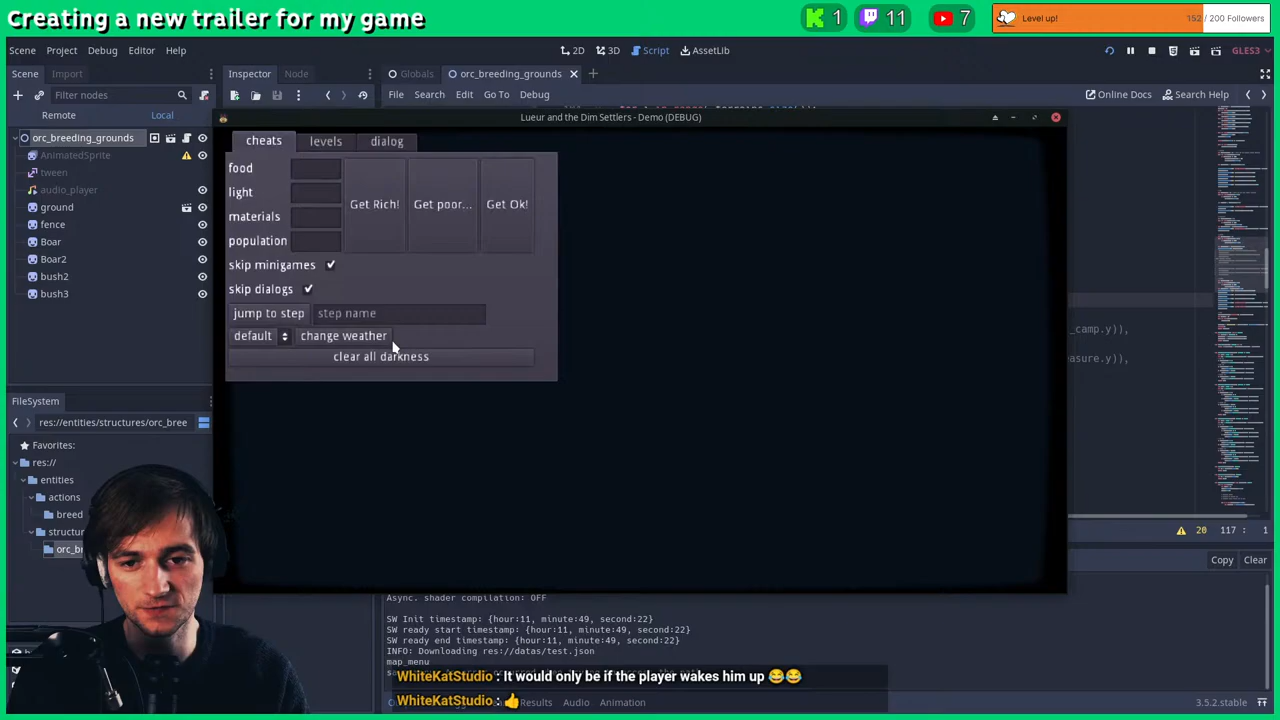 Creating a new trailer for my game
1
11
7
Level up!
152 / 200 Followers
Scene Project Debug Editor Help
2D 3D Script AssetLib
GLES3
Scene Import
Inspector Node
Globals orc_breeding_grounds
Filter nodes
File Search Edit Go To Debug
Online Docs Search Help
Remote Local
Lueur and the Dim Settlers - Demo (DEBUG)
orc_breeding_grounds
AnimatedSprite
tween
audio_player
ground
fence
Boar
Boar2
bush2
bush3
cheats levels dialog
food
light
materials
population
Get Rich! Get poor... Get Ok!
skip minigames
skip dialogs
jump to step step name
default change weather
clear all darkness
_camp.y)),
easure.y)),
FileSystem
res://entities/structures/orc_bree
Favorites:
res://
entities
actions
breed
structu
orc_br
20 117 : 1
Copy Clear
Async. shader compilation: OFF
SW Init timestamp: {hour:11, minute:49, second:22}
SW ready start timestamp: {hour:11, minute:49, second:22}
SW ready end timestamp: {hour:11, minute:49, second:22}
INFO: Downloading res://datas/test.json
map_menu
WhiteKatStudio : It would only be if the player wakes him up 😂😂
WhiteKatStudio : 👍
Results Audio Animation
3.5.2.stable